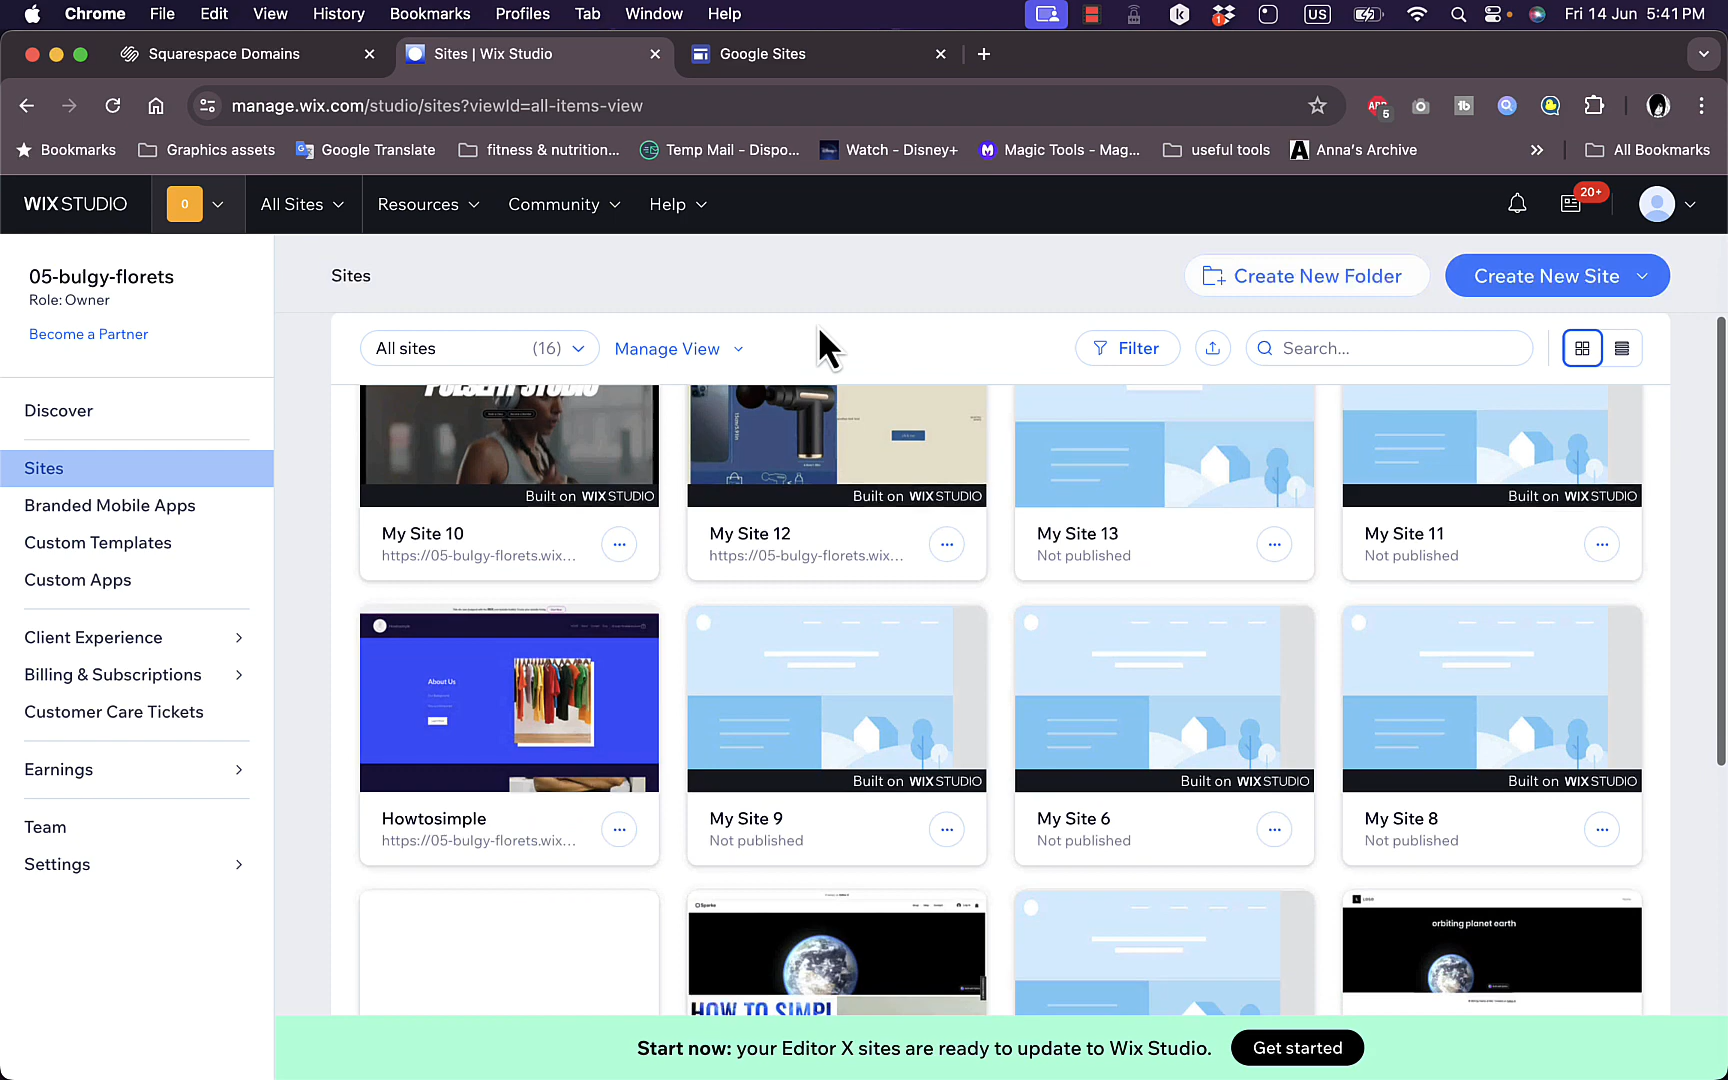 Chrome File Edit View History Bookmarks Profiles Tab Window Help US Fri 14 Jun 5:41 PM
Squarespace Domains Sites | Wix Studio Google Sites
manage.wix.com/studio/sites?viewId=all-items-view ABP 5 tb
Bookmarks Graphics assets Google Translate fitness & nutrition... Temp Mail - Dispo... Watch - Disney+ Magic Tools - Mag... useful tools Anna's Archive All Bookmarks
WIX STUDIO 0 All Sites Resources Community Help 20+
05-bulgy-florets
Role: Owner
Become a Partner
Discover
Sites
Branded Mobile Apps
Custom Templates
Custom Apps
Client Experience
Billing & Subscriptions
Customer Care Tickets
Earnings
Team
Settings
Sites Create New Folder Create New Site
All sites (16) Manage View Filter Search...
Built on WIX STUDIO Built on WIX STUDIO Built on WIX STUDIO
My Site 10 My Site 12 My Site 13 My Site 11
https://05-bulgy-florets.wix... https://05-bulgy-florets.wix... Not published Not published
About Us
Built on WIX STUDIO Built on WIX STUDIO Built on WIX STUDIO
Howtosimple My Site 9 My Site 6 My Site 8
https://05-bulgy-florets.wix... Not published Not published Not published
Sparko
orbiting planet earth
HOW TO SIMPL
Start now: your Editor X sites are ready to update to Wix Studio. Get started